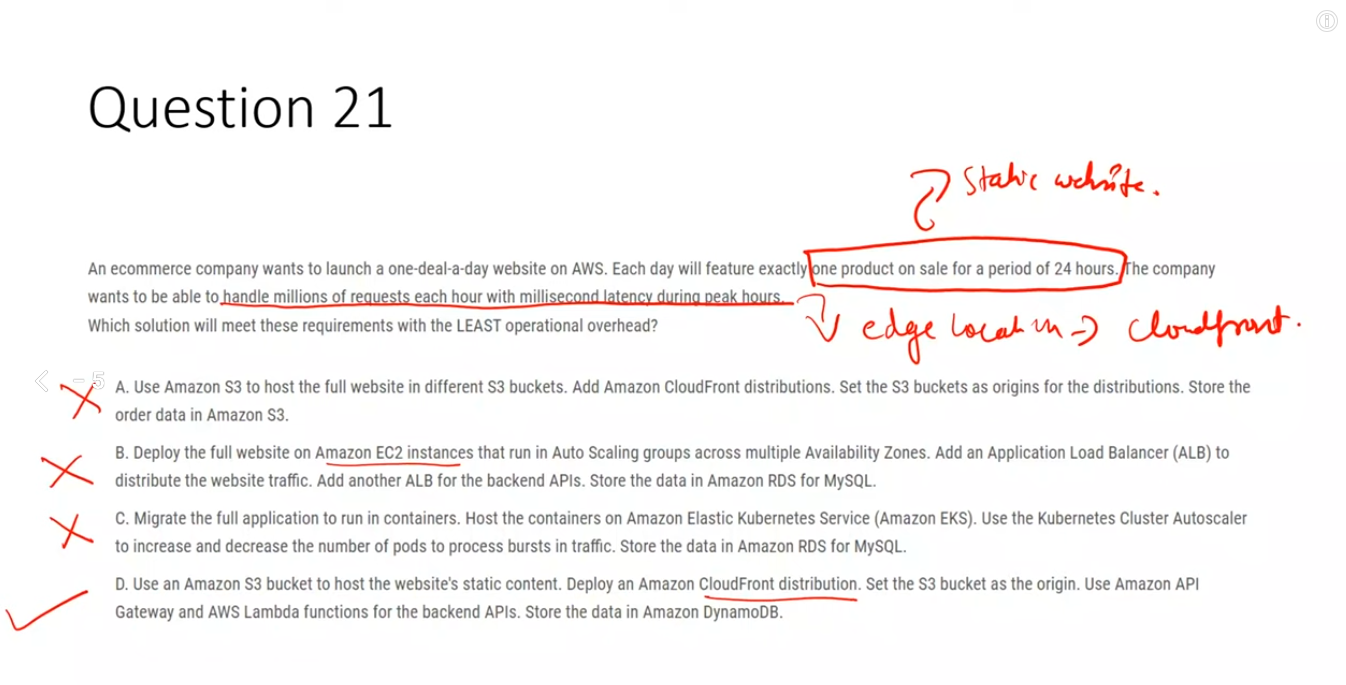 Question 21
static website.
An ecommerce company wants to launch a one-deal-a-day website on AWS. Each day will feature exactly one product on sale for a period of 24 hours. The company
wants to be able to handle millions of requests each hour with millisecond latency during peak hours.
Which solution will meet these requirements with the LEAST operational overhead?
edge location => cloudfront.
- 5
A. Use Amazon S3 to host the full website in different S3 buckets. Add Amazon CloudFront distributions. Set the S3 buckets as origins for the distributions. Store the
order data in Amazon S3.
B. Deploy the full website on Amazon EC2 instances that run in Auto Scaling groups across multiple Availability Zones. Add an Application Load Balancer (ALB) to
distribute the website traffic. Add another ALB for the backend APIs. Store the data in Amazon RDS for MySQL.
C. Migrate the full application to run in containers. Host the containers on Amazon Elastic Kubernetes Service (Amazon EKS). Use the Kubernetes Cluster Autoscaler
to increase and decrease the number of pods to process bursts in traffic. Store the data in Amazon RDS for MySQL.
D. Use an Amazon S3 bucket to host the website's static content. Deploy an Amazon CloudFront distribution. Set the S3 bucket as the origin. Use Amazon API
Gateway and AWS Lambda functions for the backend APIs. Store the data in Amazon DynamoDB.